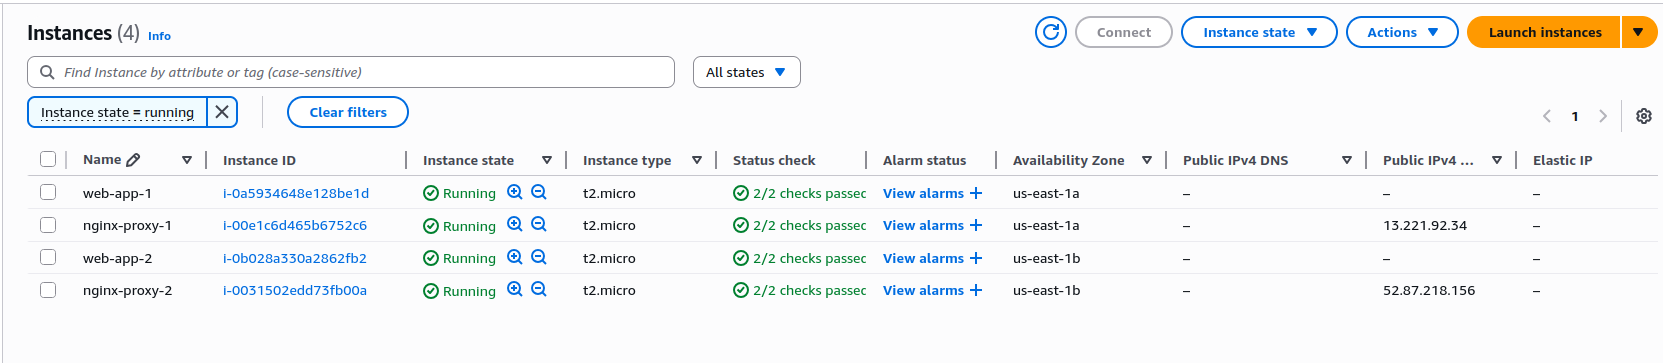 Instances (4) Info Connect Instance state Actions Launch instances
Find Instance by attribute or tag (case-sensitive) All states
Instance state = running Clear filters 1
Name Instance ID Instance state Instance type Status check Alarm status Availability Zone Public IPv4 DNS Public IPv4 ... Elastic IP
web-app-1 i-0a5934648e128be1d Running t2.micro 2/2 checks passec View alarms + us-east-1a – – –
nginx-proxy-1 i-00e1c6d465b6752c6 Running t2.micro 2/2 checks passec View alarms + us-east-1a – 13.221.92.34 –
web-app-2 i-0b028a330a2862fb2 Running t2.micro 2/2 checks passec View alarms + us-east-1b – – –
nginx-proxy-2 i-0031502edd73fb00a Running t2.micro 2/2 checks passec View alarms + us-east-1b – 52.87.218.156 –